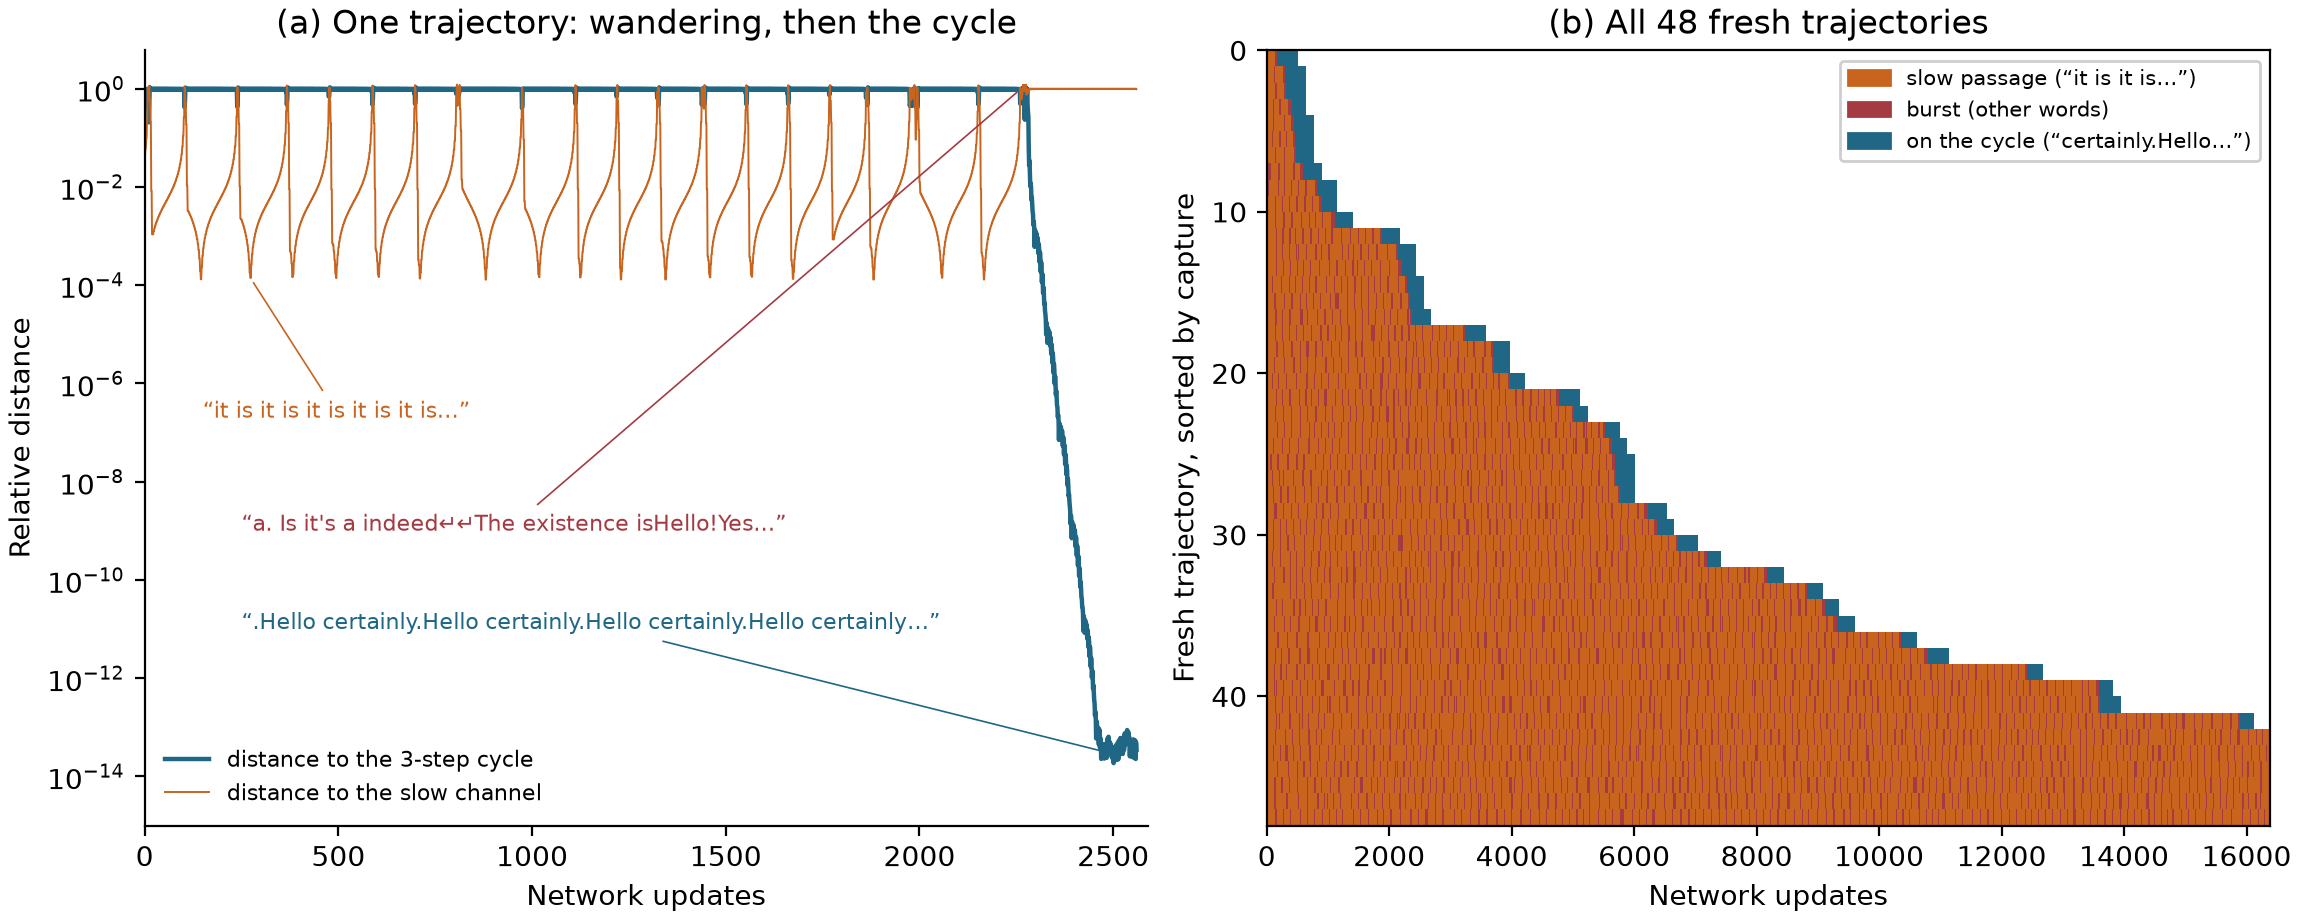 (a) One trajectory: wandering, then the cycle
Relative distance
10⁰
10⁻²
10⁻⁴
10⁻⁶
10⁻⁸
10⁻¹⁰
10⁻¹²
10⁻¹⁴
“it is it is it is it is it is…”
“a. Is it's a indeed↵↵The existence isHello!Yes…”
“.Hello certainly.Hello certainly.Hello certainly.Hello certainly…”
distance to the 3-step cycle
distance to the slow channel
0 500 1000 1500 2000 2500
Network updates
(b) All 48 fresh trajectories
Fresh trajectory, sorted by capture
0
10
20
30
40
slow passage (“it is it is…”)
burst (other words)
on the cycle (“certainly.Hello…”)
0 2000 4000 6000 8000 10000 12000 14000 16000
Network updates